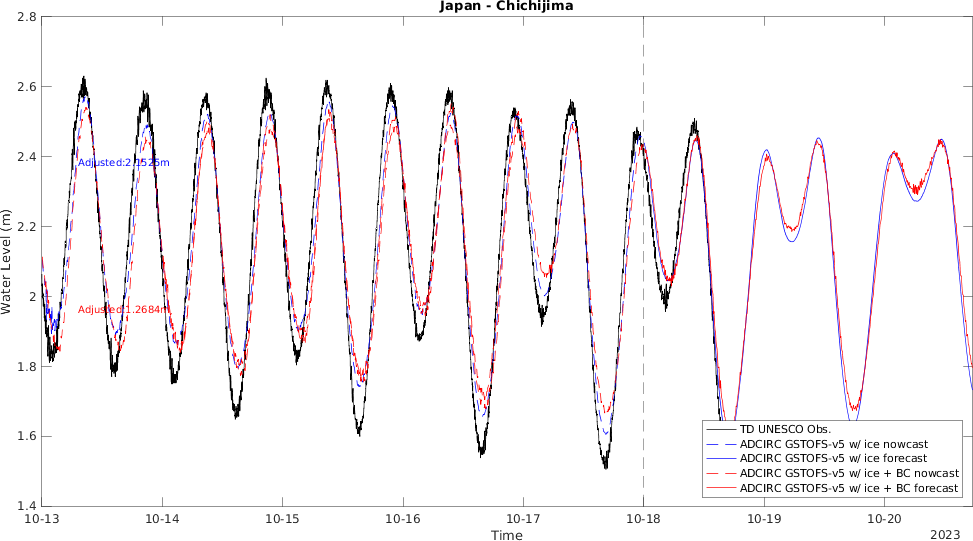 Japan - Chichijima
2.8
2.6
2.4
2.2
2
1.8
1.6
1.4
Water Level (m)
Adjusted:2.1525m
Adjusted:1.2684m
TD UNESCO Obs.
ADCIRC GSTOFS-v5 w/ ice nowcast
ADCIRC GSTOFS-v5 w/ ice forecast
ADCIRC GSTOFS-v5 w/ ice + BC nowcast
ADCIRC GSTOFS-v5 w/ ice + BC forecast
10-13 10-14 10-15 10-16 10-17 10-18 10-19 10-20
Time
2023